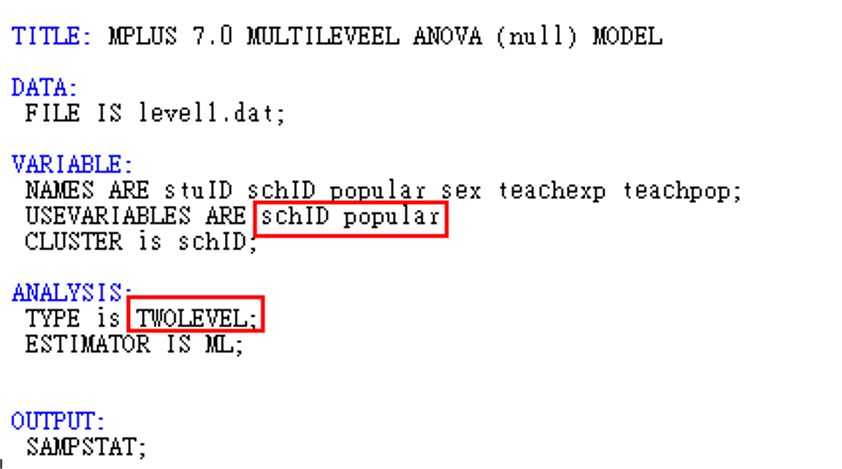 TITLE: MPLUS 7.0 MULTILEVEEL ANOVA (null) MODEL
DATA:
FILE IS level1.dat;
VARIABLE:
NAMES ARE stuID schID popular sex teachexp teachpop;
USEVARIABLES ARE schID popular
CLUSTER is schID;
ANALYSIS:
TYPE is TWOLEVEL;
ESTIMATOR IS ML;
OUTPUT:
SAMPSTAT;